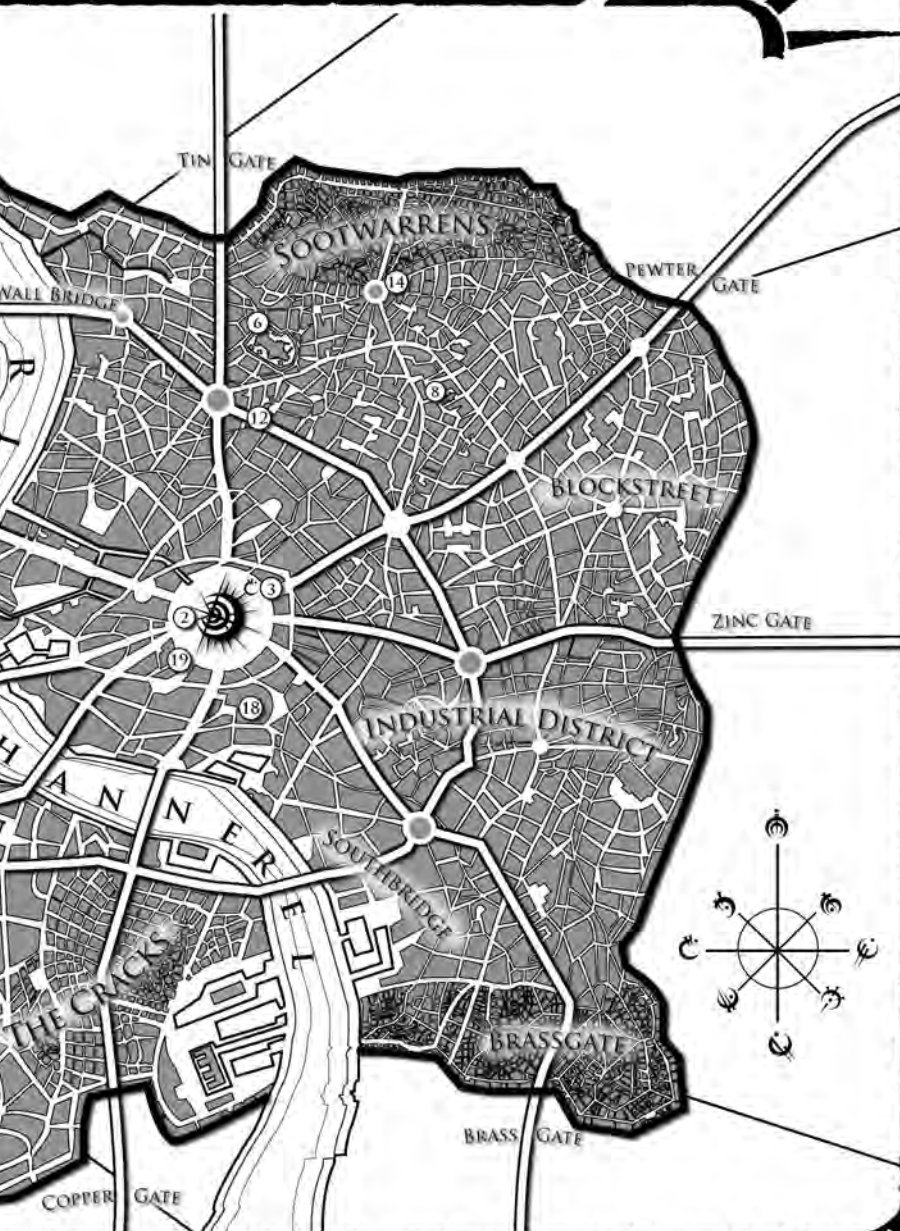 Tin Gate
Sootwarrens
Pewter
Gate
14
Wall Bridge
6
8
12
Blockstreet
3
2
Zinc Gate
19
18
Industrial District
HANNEREL
Southbridge
The Cracks
Brassgate
Brass Gate
Copper Gate